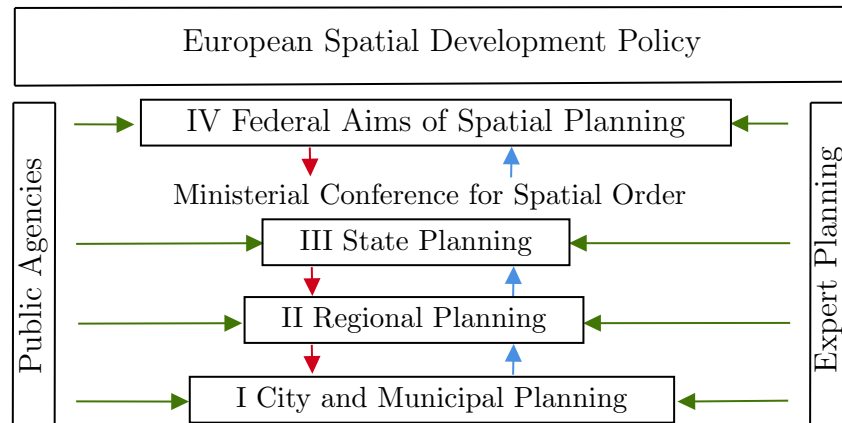 European Spatial Development Policy
Public Agencies
IV Federal Aims of Spatial Planning
Ministerial Conference for Spatial Order
III State Planning
II Regional Planning
I City and Municipal Planning
Expert Planning